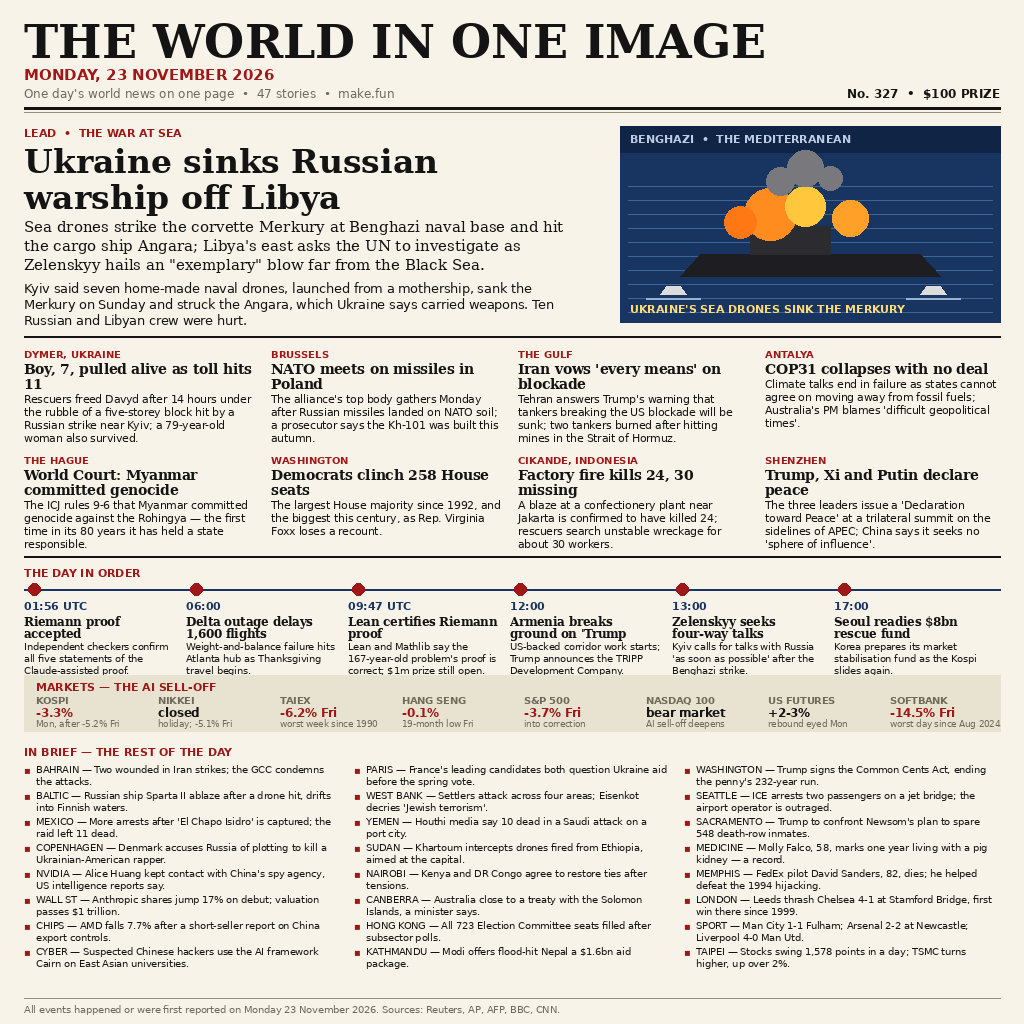 THE WORLD IN ONE IMAGE
MONDAY, 23 NOVEMBER 2026
One day's world news on one page • 47 stories • make.fun
No. 327 • $100 PRIZE
LEAD • THE WAR AT SEA
Ukraine sinks Russian
warship off Libya
Sea drones strike the corvette Merkury at Benghazi naval base and hit
the cargo ship Angara; Libya's east asks the UN to investigate as
Zelenskyy hails an "exemplary" blow far from the Black Sea.
Kyiv said seven home-made naval drones, launched from a mothership, sank the
Merkury on Sunday and struck the Angara, which Ukraine says carried weapons. Ten
Russian and Libyan crew were hurt.
BENGHAZI • THE MEDITERRANEAN
UKRAINE'S SEA DRONES SINK THE MERKURY
DYMER, UKRAINE
Boy, 7, pulled alive as toll hits
11
Rescuers freed Davyd after 14 hours under
the rubble of a five-storey block hit by a
Russian strike near Kyiv; a 79-year-old
woman also survived.
BRUSSELS
NATO meets on missiles in
Poland
The alliance's top body gathers Monday
after Russian missiles landed on NATO soil;
a prosecutor says the Kh-101 was built this
autumn.
THE GULF
Iran vows 'every means' on
blockade
Tehran answers Trump's warning that
tankers breaking the US blockade will be
sunk; two tankers burned after hitting
mines in the Strait of Hormuz.
ANTALYA
COP31 collapses with no deal
Climate talks end in failure as states cannot
agree on moving away from fossil fuels;
Australia's PM blames 'difficult geopolitical
times'.
THE HAGUE
World Court: Myanmar
committed genocide
The ICJ rules 9-6 that Myanmar committed
genocide against the Rohingya — the first
time in its 80 years it has held a state
responsible.
WASHINGTON
Democrats clinch 258 House
seats
The largest House majority since 1992, and
the biggest this century, as Rep. Virginia
Foxx loses a recount.
CIKANDE, INDONESIA
Factory fire kills 24, 30
missing
A blaze at a confectionery plant near
Jakarta is confirmed to have killed 24;
rescuers search unstable wreckage for
about 30 workers.
SHENZHEN
Trump, Xi and Putin declare
peace
The three leaders issue a 'Declaration
toward Peace' at a trilateral summit on the
sidelines of APEC; China says it seeks no
'sphere of influence'.
THE DAY IN ORDER
01:56 UTC
Riemann proof
accepted
Independent checkers confirm
all five statements of the
Claude-assisted proof.
06:00
Delta outage delays
1,600 flights
Weight-and-balance failure hits
Atlanta hub as Thanksgiving
travel begins.
09:47 UTC
Lean certifies Riemann
proof
Lean and Mathlib say the
167-year-old problem's proof is
correct; $1m prize still open.
12:00
Armenia breaks
ground on 'Trump
US-backed corridor work starts;
Trump announces the TRIPP
Development Company.
13:00
Zelenskyy seeks
four-way talks
Kyiv calls for talks with Russia
'as soon as possible' after the
Benghazi strike.
17:00
Seoul readies $8bn
rescue fund
Korea prepares its market
stabilisation fund as the Kospi
slides again.
MARKETS — THE AI SELL-OFF
KOSPI
-3.3%
Mon, after -5.2% Fri
NIKKEI
closed
holiday; -5.1% Fri
TAIEX
-6.2% Fri
worst week since 1990
HANG SENG
-0.1%
19-month low Fri
S&P 500
-3.7% Fri
into correction
NASDAQ 100
bear market
AI sell-off deepens
US FUTURES
+2-3%
rebound eyed Mon
SOFTBANK
-14.5% Fri
worst day since Aug 2024
IN BRIEF — THE REST OF THE DAY
BAHRAIN — Two wounded in Iran strikes; the GCC condemns
the attacks.
BALTIC — Russian ship Sparta II ablaze after a drone hit, drifts
into Finnish waters.
MEXICO — More arrests after 'El Chapo Isidro' is captured; the
raid left 11 dead.
COPENHAGEN — Denmark accuses Russia of plotting to kill a
Ukrainian-American rapper.
NVIDIA — Alice Huang kept contact with China's spy agency,
US intelligence reports say.
WALL ST — Anthropic shares jump 17% on debut; valuation
passes $1 trillion.
CHIPS — AMD falls 7.7% after a short-seller report on China
export controls.
CYBER — Suspected Chinese hackers use the AI framework
Cairn on East Asian universities.
PARIS — France's leading candidates both question Ukraine aid
before the spring vote.
WEST BANK — Settlers attack across four areas; Eisenkot
decries 'Jewish terrorism'.
YEMEN — Houthi media say 10 dead in a Saudi attack on a
port city.
SUDAN — Khartoum intercepts drones fired from Ethiopia,
aimed at the capital.
NAIROBI — Kenya and DR Congo agree to restore ties after
tensions.
CANBERRA — Australia close to a treaty with the Solomon
Islands, a minister says.
HONG KONG — All 723 Election Committee seats filled after
subsector polls.
KATHMANDU — Modi offers flood-hit Nepal a $1.6bn aid
package.
WASHINGTON — Trump signs the Common Cents Act, ending
the penny's 232-year run.
SEATTLE — ICE arrests two passengers on a jet bridge; the
airport operator is outraged.
SACRAMENTO — Trump to confront Newsom's plan to spare
548 death-row inmates.
MEDICINE — Molly Falco, 58, marks one year living with a pig
kidney — a record.
MEMPHIS — FedEx pilot David Sanders, 82, dies; he helped
defeat the 1994 hijacking.
LONDON — Leeds thrash Chelsea 4-1 at Stamford Bridge, first
win there since 1999.
SPORT — Man City 1-1 Fulham; Arsenal 2-2 at Newcastle;
Liverpool 4-0 Man Utd.
TAIPEI — Stocks swing 1,578 points in a day; TSMC turns
higher, up over 2%.
All events happened or were first reported on Monday 23 November 2026. Sources: Reuters, AP, AFP, BBC, CNN.